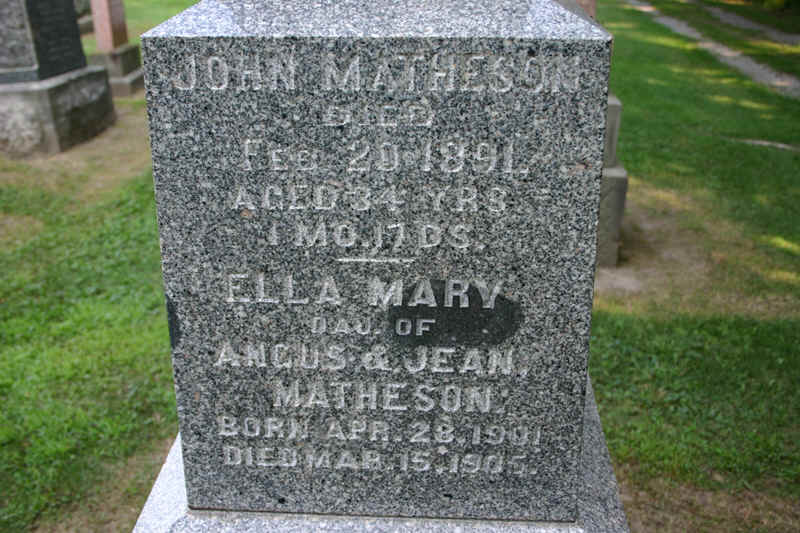 JOHN MATHESON
DIED
FEB. 20 1891.
AGED 34 YRS
1 MO. 17 DS.
ELLA MARY
DAU. OF
ANGUS & JEAN.
MATHESON.
BORN APR. 28, 1901
DIED MAR. 15, 1905.